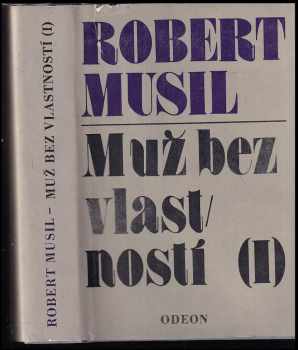 ROBERT MUSIL – MUŽ BEZ VLASTNOSTÍ (I)
ROBERT
MUSIL
Muž bez
vlast/
ností (I)
ODEON